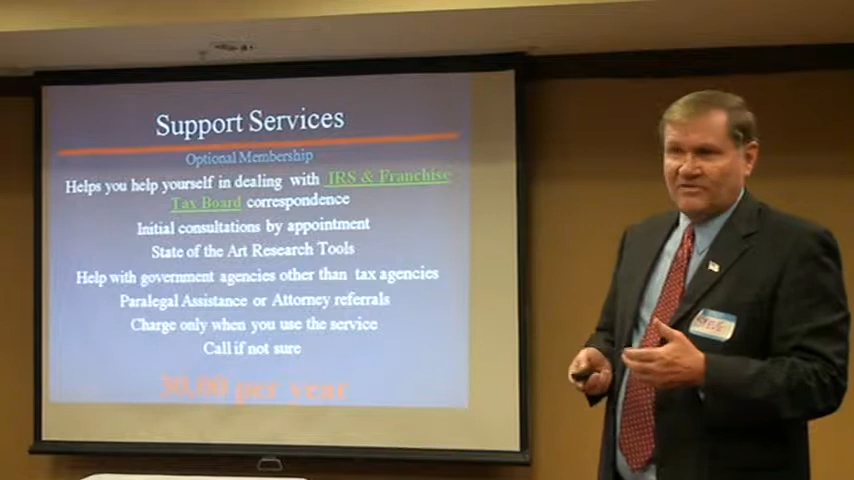 Support Services
Optional Membership
Helps you help yourself in dealing with IRS & Franchise
Tax Board correspondence
Initial consultations by appointment
State of the Art Research Tools
Help with government agencies other than tax agencies
Paralegal Assistance or Attorney referrals
Charge only when you use the service
Call if not sure
30.00 per year